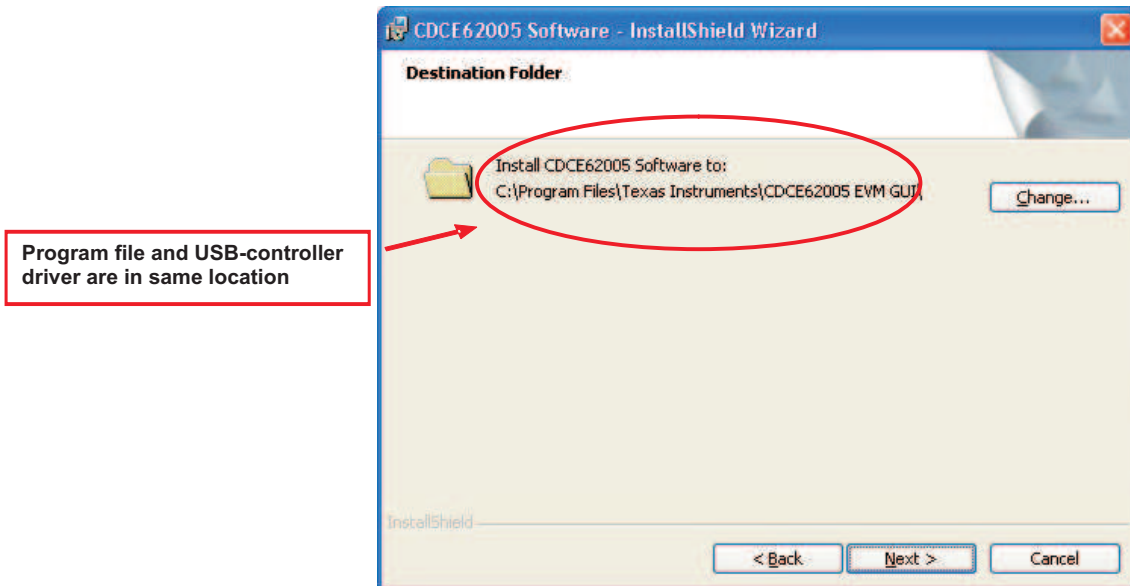 CDCE62005 Software - InstallShield Wizard
Destination Folder
Install CDCE62005 Software to:
C:\Program Files\Texas Instruments\CDCE62005 EVM GUI\
Change...
Program file and USB-controller
driver are in same location
InstallShield
< Back
Next >
Cancel